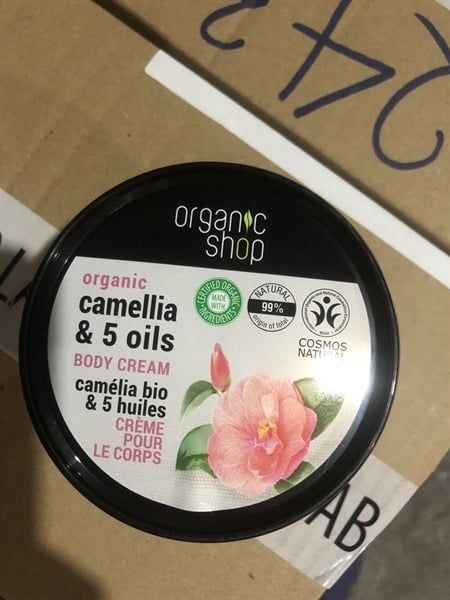 242
organic
shop
organic
camellia
& 5 oils
BODY CREAM
camélia bio
& 5 huiles
CRÈME
POUR
LE CORPS
CERTIFIED ORGANIC
MADE
WITH
INGREDIENTS
NATURAL
99%
origin of total
COSMOS
NATURAL
AB